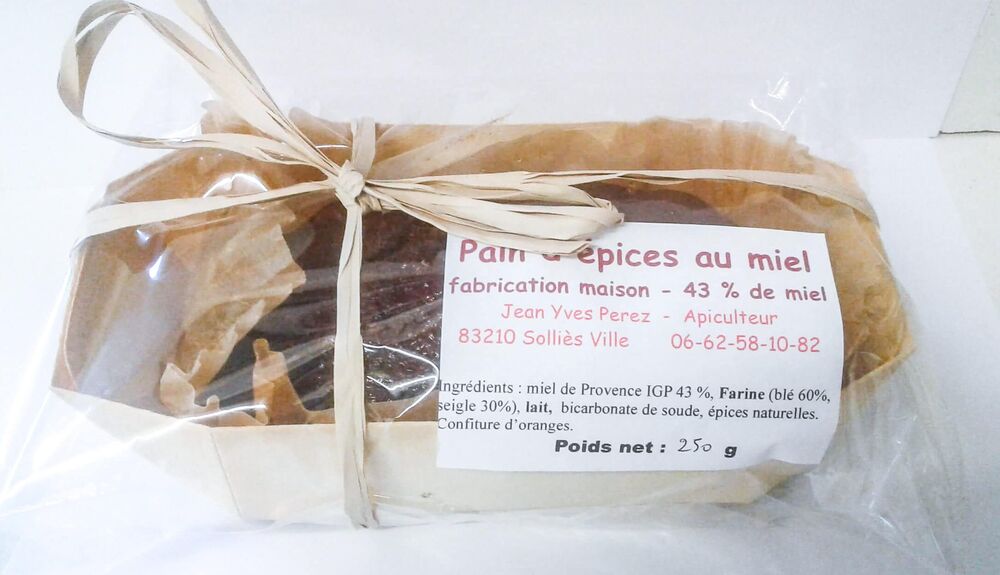 Pain d'épices au miel
fabrication maison - 43 % de miel
Jean Yves Perez - Apiculteur
83210 Solliès Ville 06-62-58-10-82
Ingrédients : miel de Provence IGP 43 %, Farine (blé 60%,
seigle 30%), lait, bicarbonate de soude, épices naturelles.
Confiture d'oranges.
Poids net : 250 g